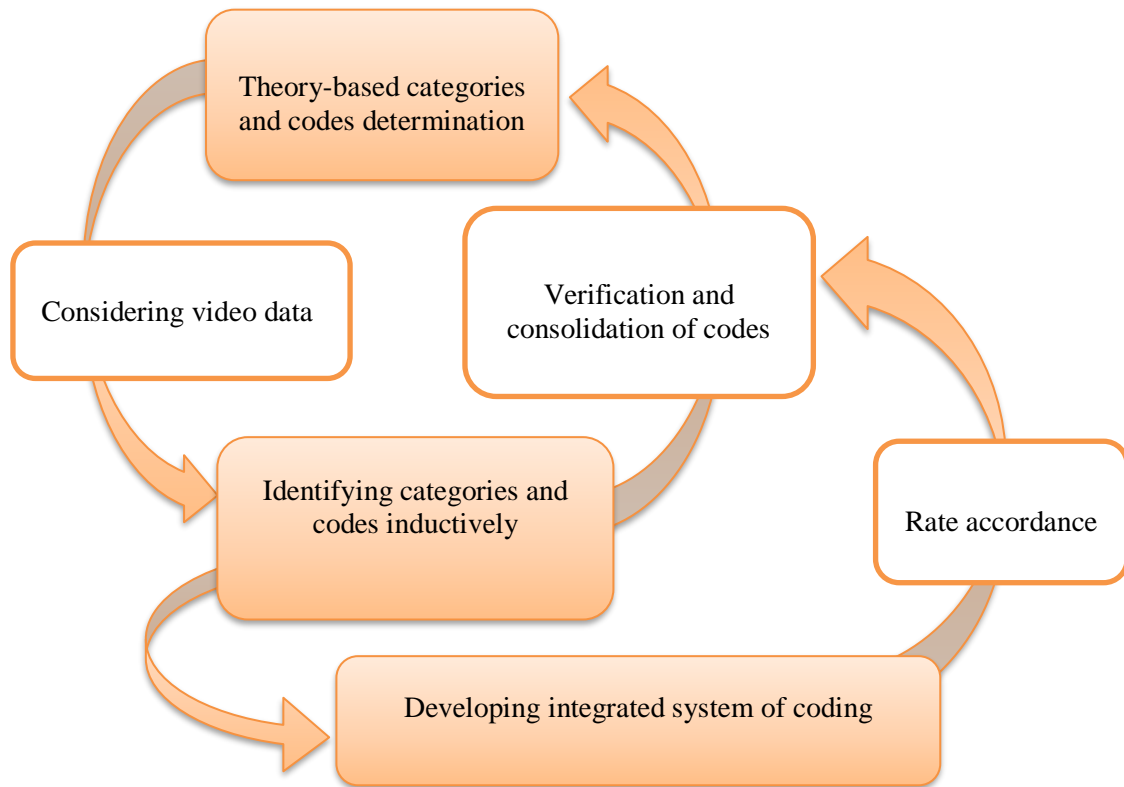 Theory-based categories
and codes determination
Considering video data
Verification and
consolidation of codes
Identifying categories and
codes inductively
Rate accordance
Developing integrated system of coding